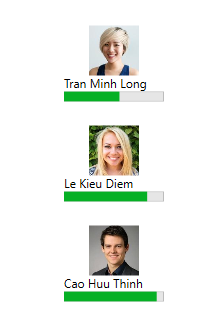 Tran Minh Long
Le Kieu Diem
Cao Huu Thinh